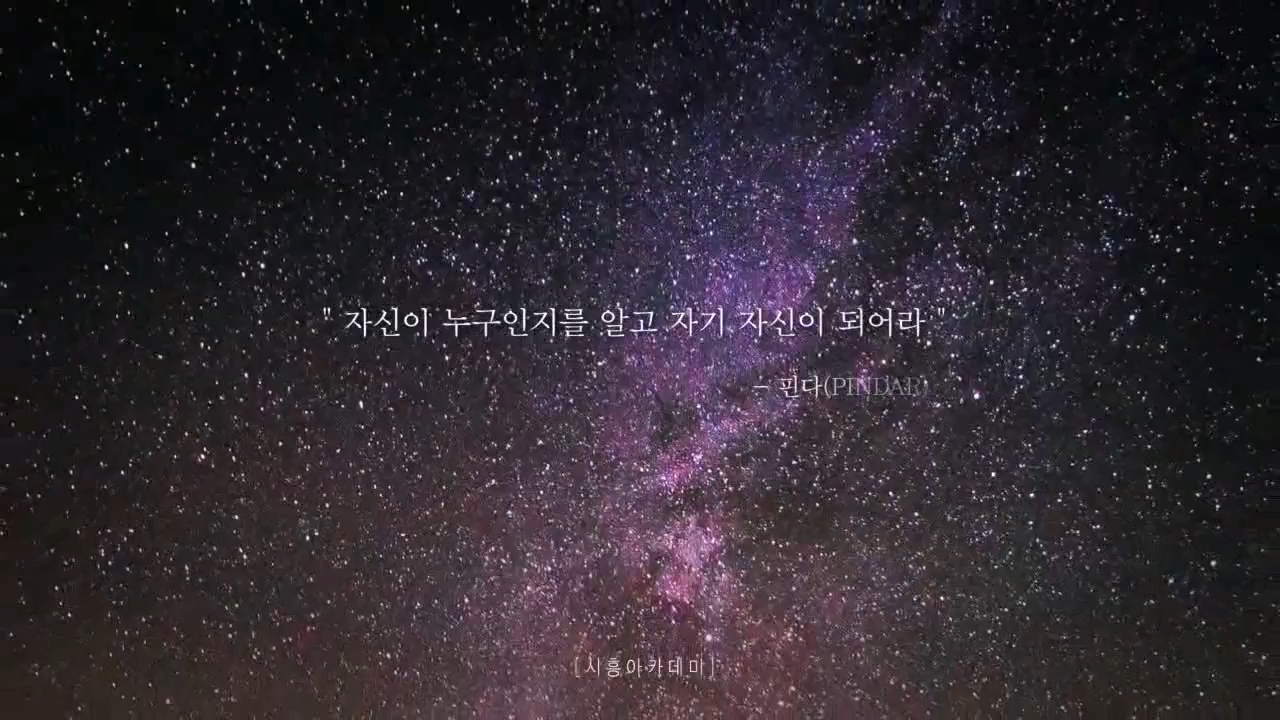 " 자신이 누구인지를 알고 자기 자신이 되어라 "
- 핀다(PINDAR)
[시흥아카데미]